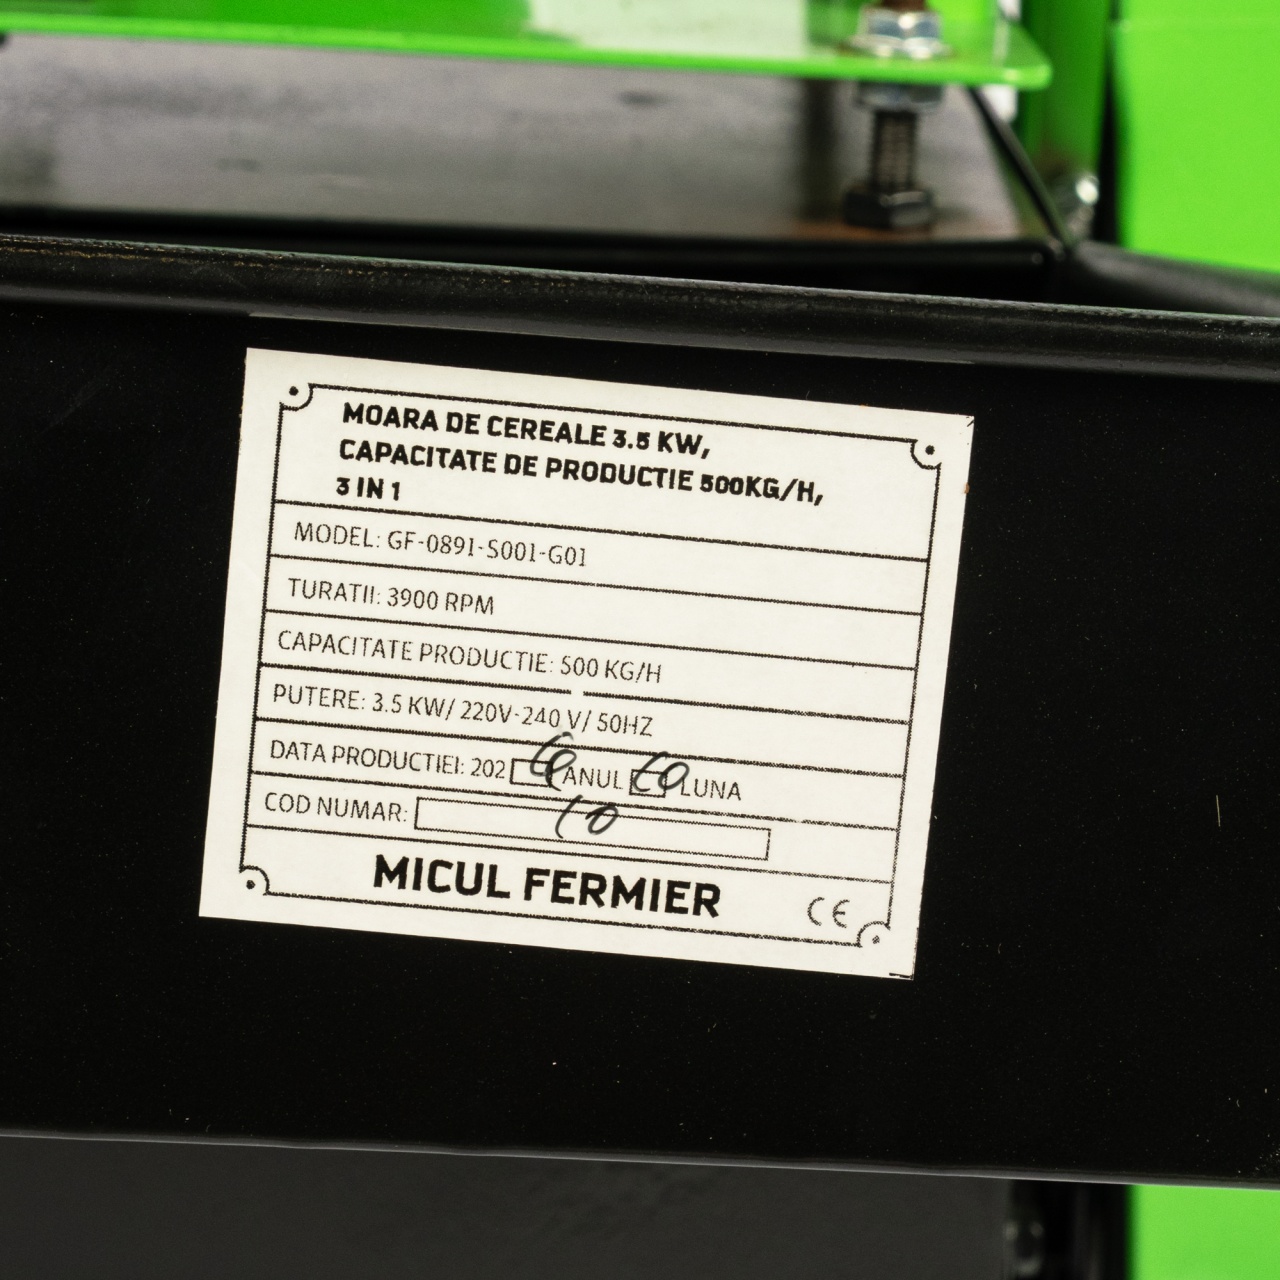 MOARA DE CEREALE 3.5 KW,
CAPACITATE DE PRODUCTIE 500KG/H,
3 IN 1
MODEL: GF-0891-S001-G01
TURATII: 3900 RPM
CAPACITATE PRODUCTIE: 500 KG/H
PUTERE: 3.5 KW/ 220V-240 V/ 50HZ
DATA PRODUCTIEI: 202 ANUL LUNA
COD NUMAR: 10
MICUL FERMIER
CE